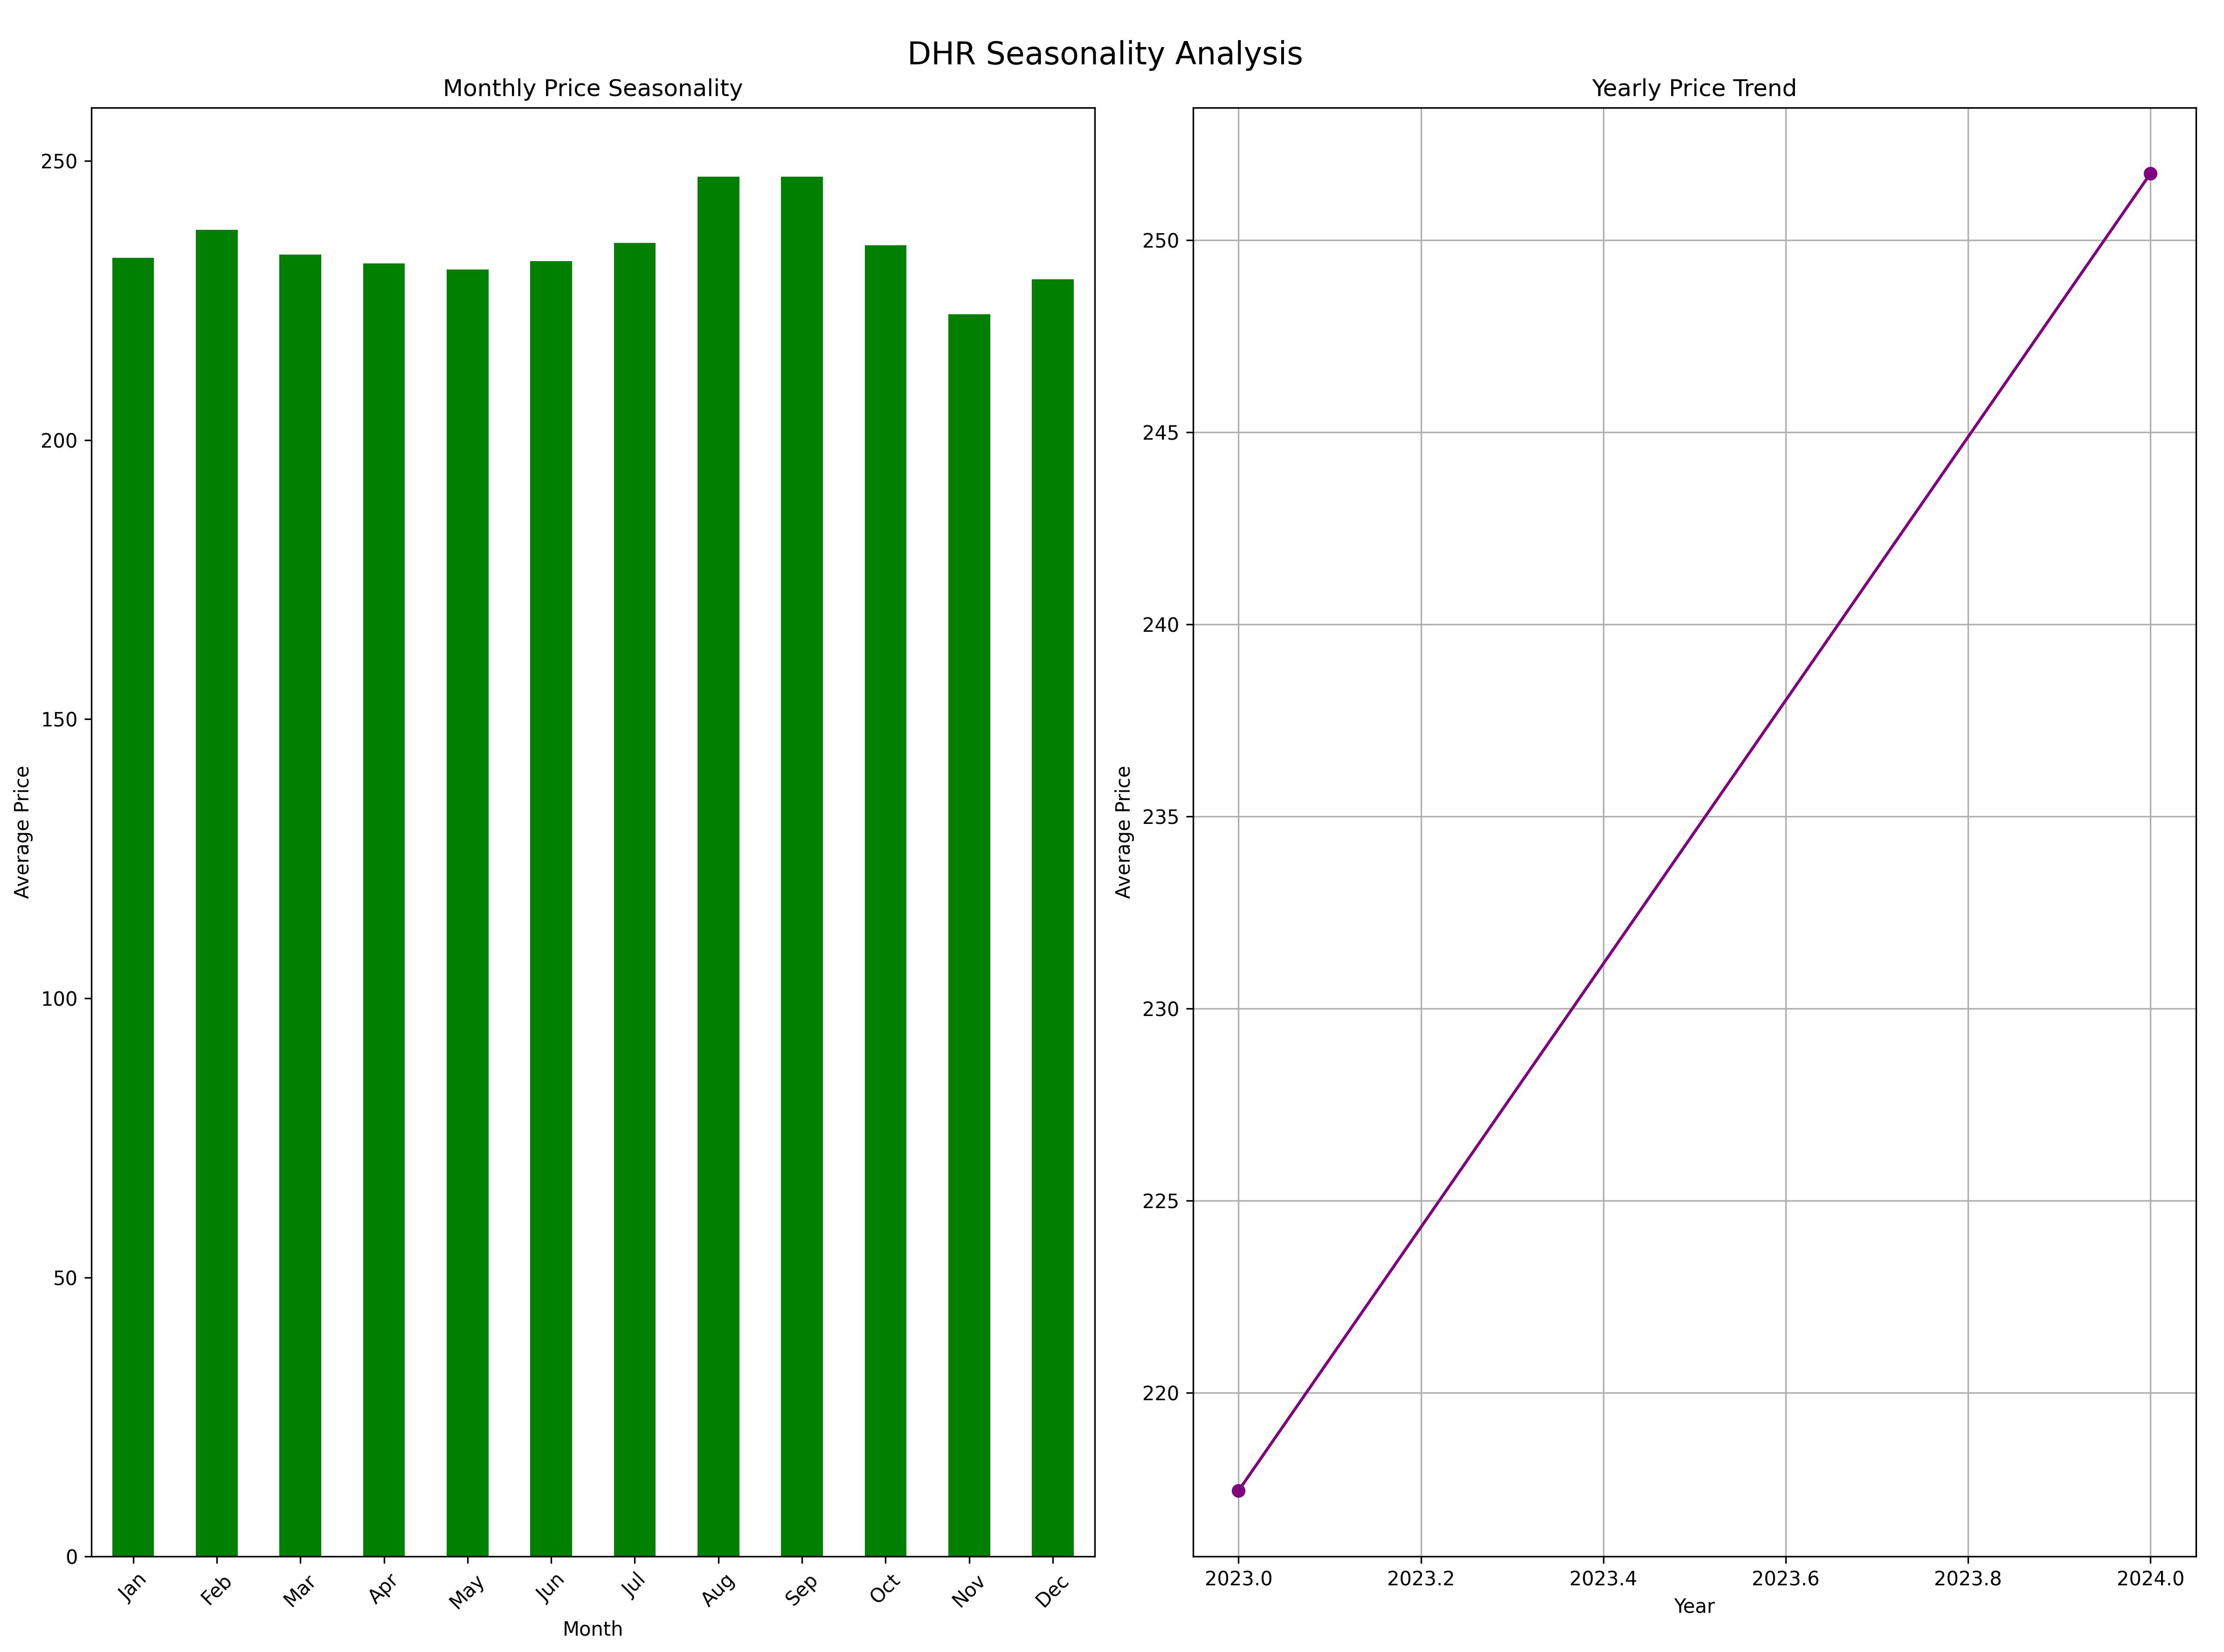 DHR Seasonality Analysis
Monthly Price Seasonality
250
200
150
100
50
0
Average Price
Jan Feb Mar Apr May Jun Jul Aug Sep Oct Nov Dec
Month
Yearly Price Trend
250
245
240
235
230
225
220
Average Price
2023.0 2023.2 2023.4 2023.6 2023.8 2024.0
Year